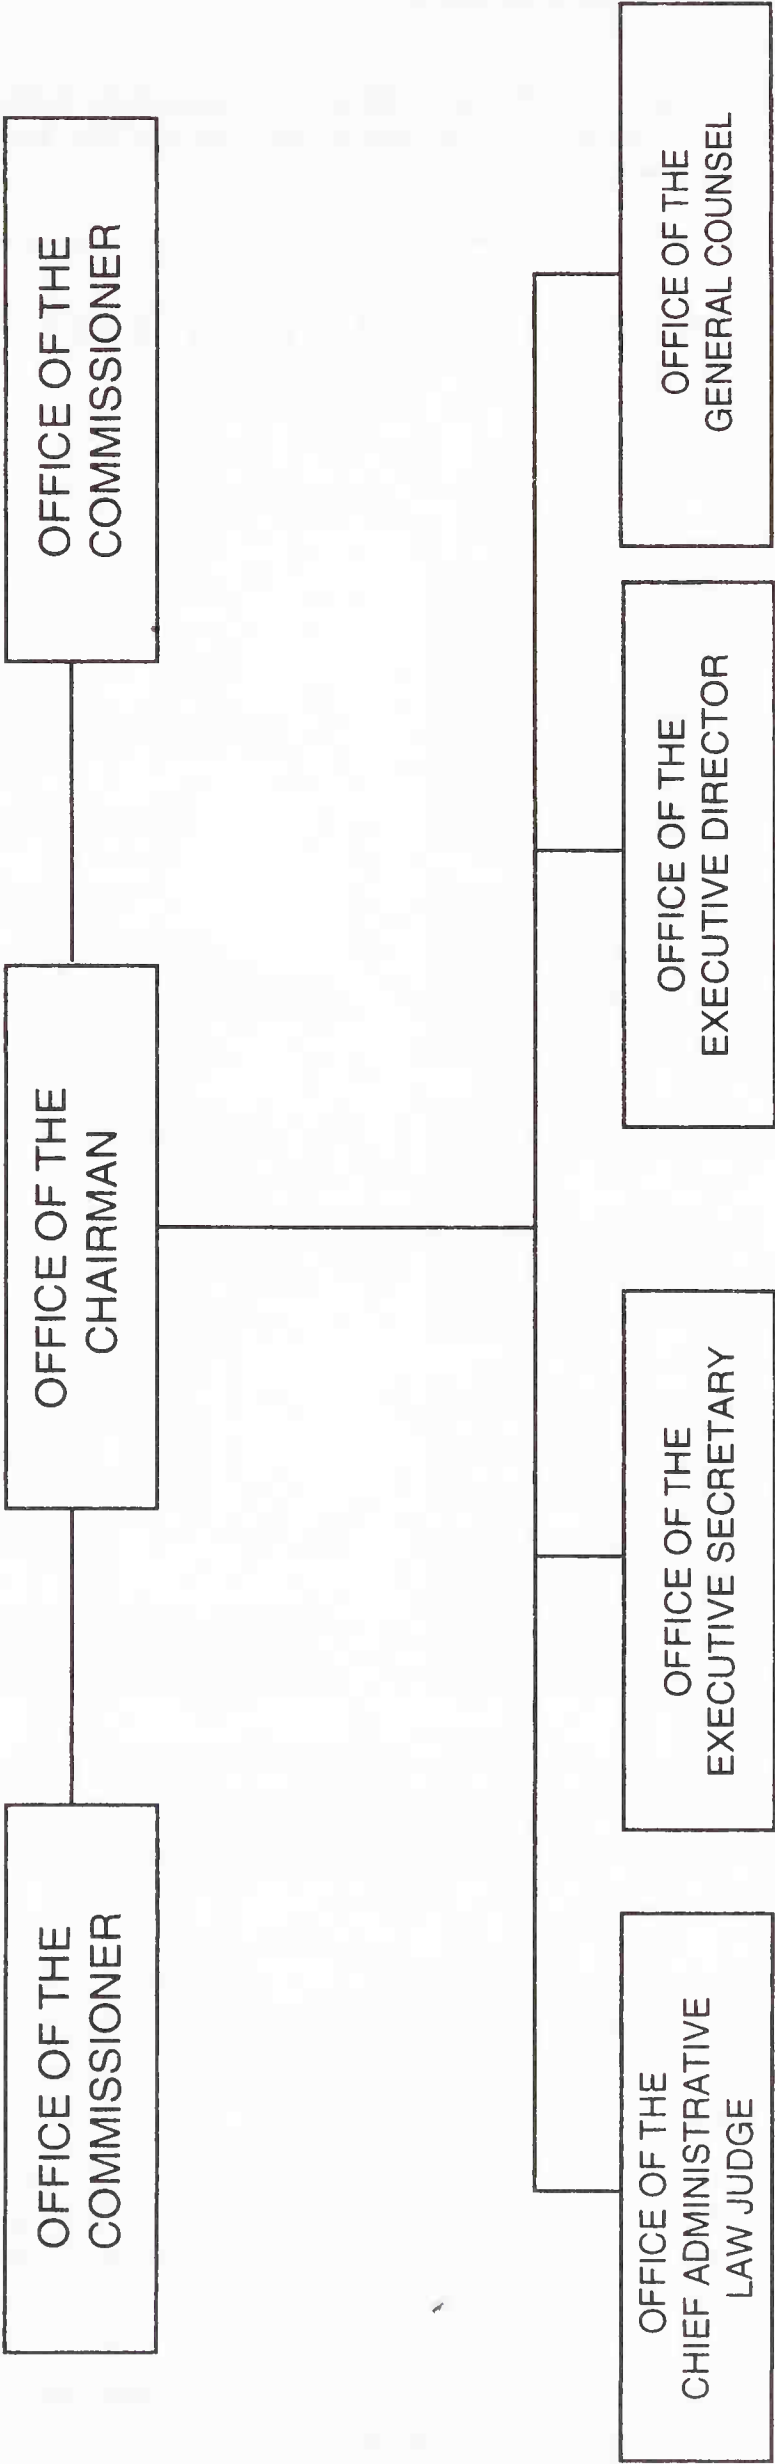 OFFICE OF THE
COMMISSIONER
OFFICE OF THE
CHAIRMAN
OFFICE OF THE
COMMISSIONER
OFFICE OF THE
CHIEF ADMINISTRATIVE
LAW JUDGE
OFFICE OF THE
EXECUTIVE SECRETARY
OFFICE OF THE
EXECUTIVE DIRECTOR
OFFICE OF THE
GENERAL COUNSEL